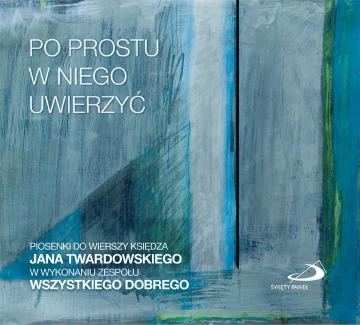 PO PROSTU
W NIEGO
UWIERZYĆ
PIOSENKI DO WIERSZY KSIĘDZA
JANA TWARDOWSKIEGO
W WYKONANIU ZESPOŁU
WSZYSTKIEGO DOBREGO
ŚWIĘTY PAWEŁ